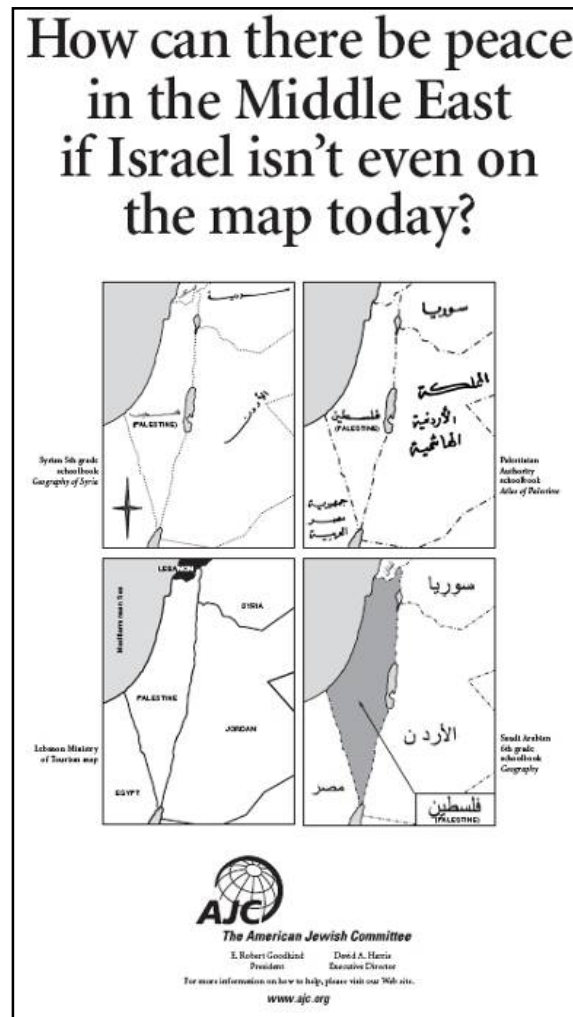 How can there be peace
in the Middle East
if Israel isn't even on
the map today?
(PALESTINE)
Syrian 5th grade
schoolbook
Geography of Syria
سوريا
المملكة
الأردنية
الهاشمية
فلسطين
(PALESTINE)
جمهورية
مصر
العربية
Palestinian
Authority
schoolbook
Atlas of Palestine
LEBANON
Mediterranean Sea
SYRIA
PALESTINE
JORDAN
EGYPT
Lebanon Ministry
of Tourism map
سوريا
الأردن
مصر
فلسطين
(PALESTINE)
Saudi Arabian
6th grade
schoolbook
Geography
AJC
The American Jewish Committee
E. Robert Goodkind
President
David A. Harris
Executive Director
For more information on how to help, please visit our Web site.
www.ajc.org